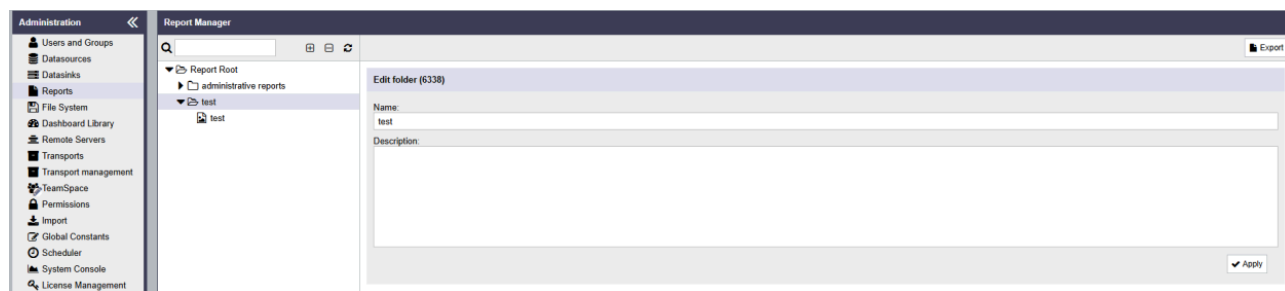 Administration
Users and Groups
Datasources
Datasinks
Reports
File System
Dashboard Library
Remote Servers
Transports
Transport management
TeamSpace
Permissions
Import
Global Constants
Scheduler
System Console
License Management
Report Manager
Report Root
administrative reports
test
test
Export
Edit folder (6338)
Name:
test
Description:
Apply